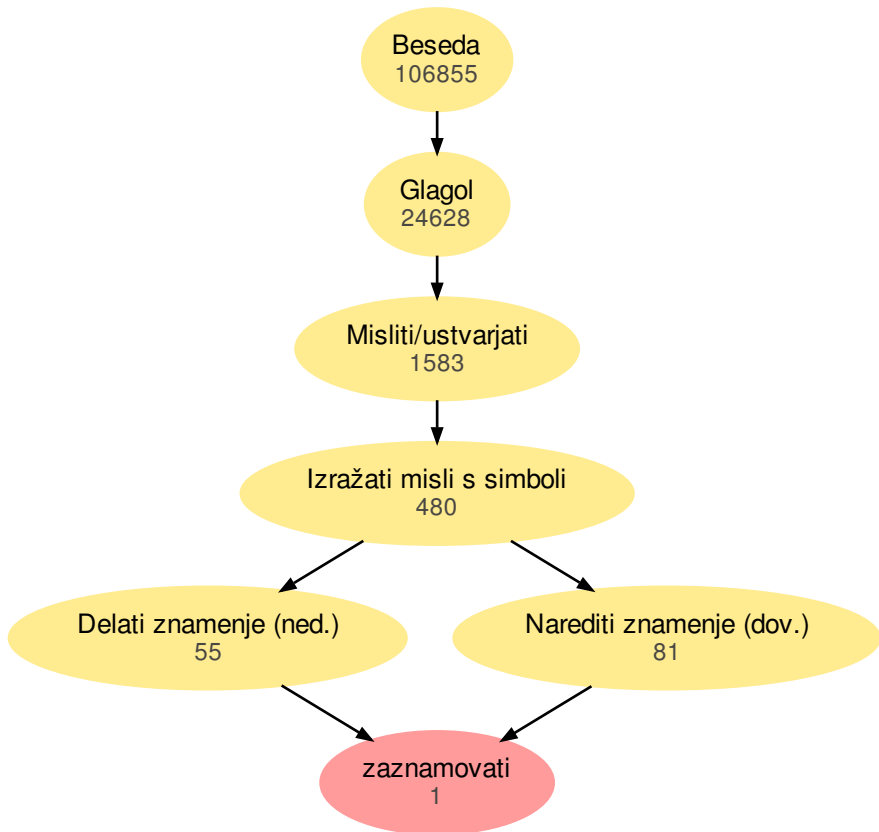 Beseda
106855
Glagol
24628
Misliti/ustvarjati
1583
Izražati misli s simboli
480
Delati znamenje (ned.)
55
Narediti znamenje (dov.)
81
zaznamovati
1